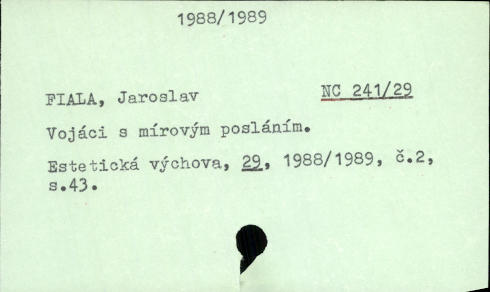 1988/1989
FIALA, Jaroslav NC 241/29
Vojáci s mírovým posláním.
Estetická výchova, 29, 1988/1989, č.2,
s.43.